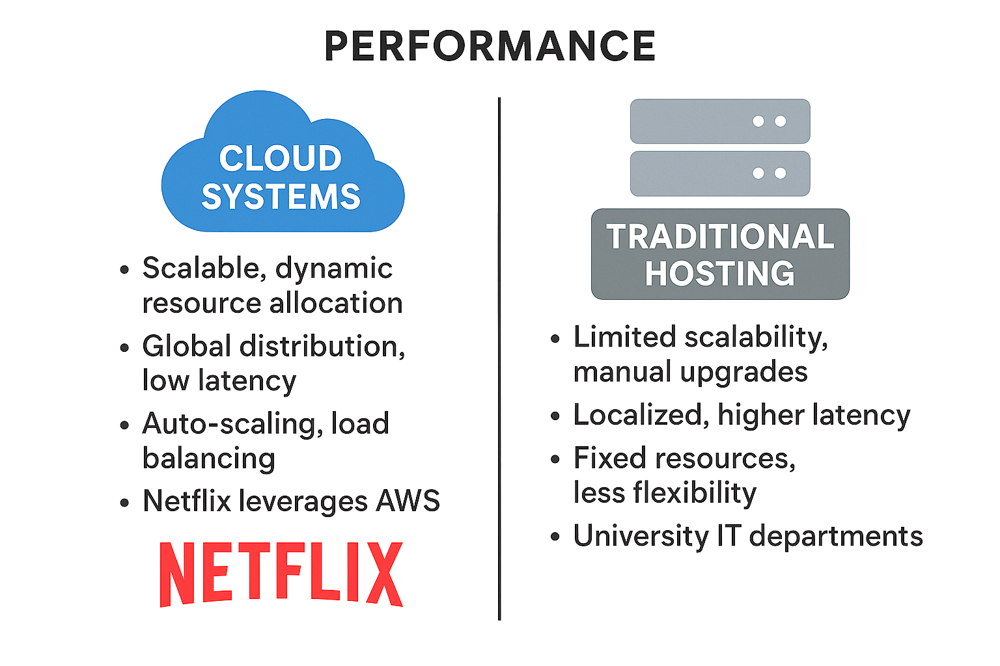 PERFORMANCE
CLOUD
SYSTEMS
• Scalable, dynamic
resource allocation
• Global distribution,
low latency
• Auto-scaling, load
balancing
• Netflix leverages AWS
NETFLIX
TRADITIONAL
HOSTING
• Limited scalability,
manual upgrades
• Localized, higher latency
• Fixed resources,
less flexibility
• University IT departments